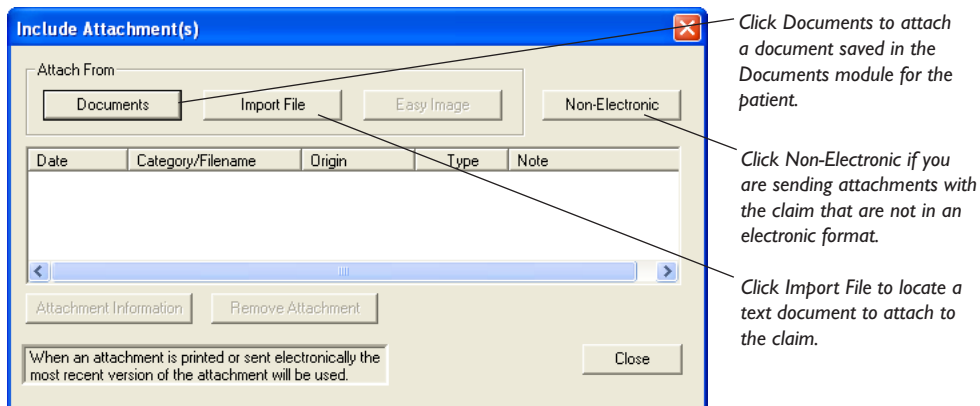 Include Attachment(s)
Attach From
Documents
Import File
Easy Image
Non-Electronic
Date
Category/Filename
Origin
Type
Note
Attachment Information
Remove Attachment
When an attachment is printed or sent electronically the
most recent version of the attachment will be used.
Close
Click Documents to attach
a document saved in the
Documents module for the
patient.
Click Non-Electronic if you
are sending attachments with
the claim that are not in an
electronic format.
Click Import File to locate a
text document to attach to
the claim.